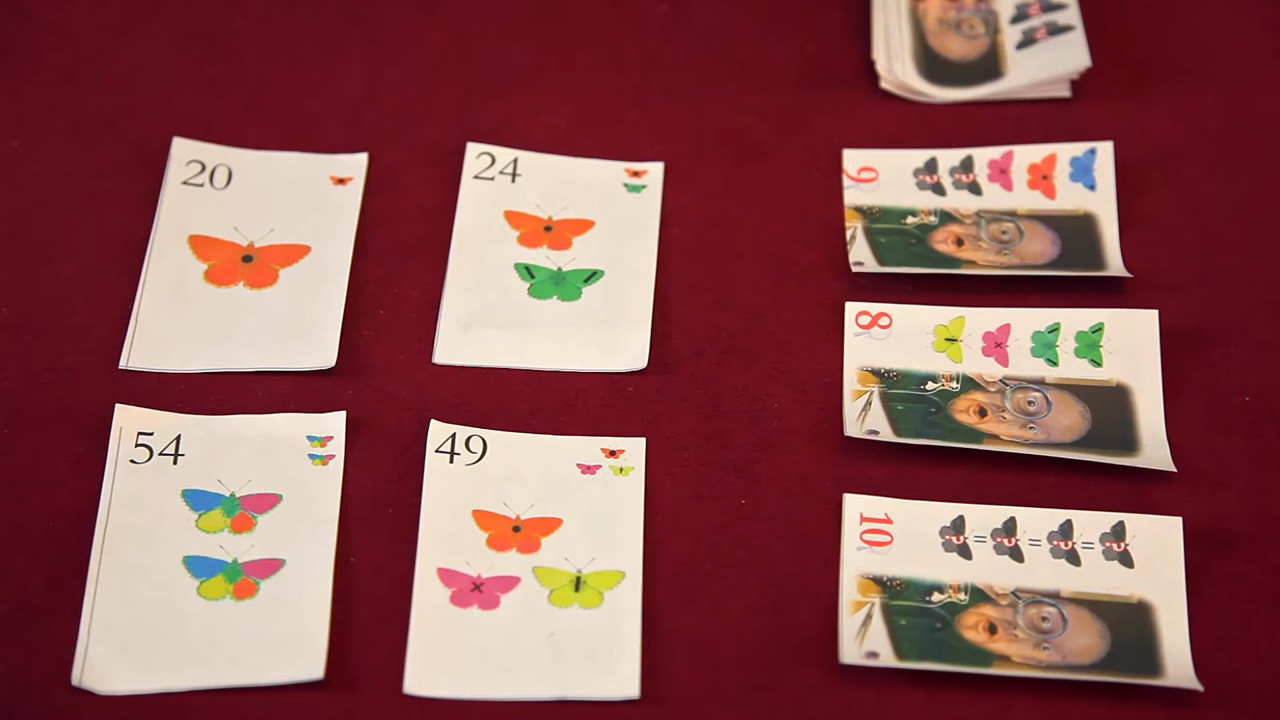 20
24
54
49
9 ? ?
8
10 ? = ? = ? = ?